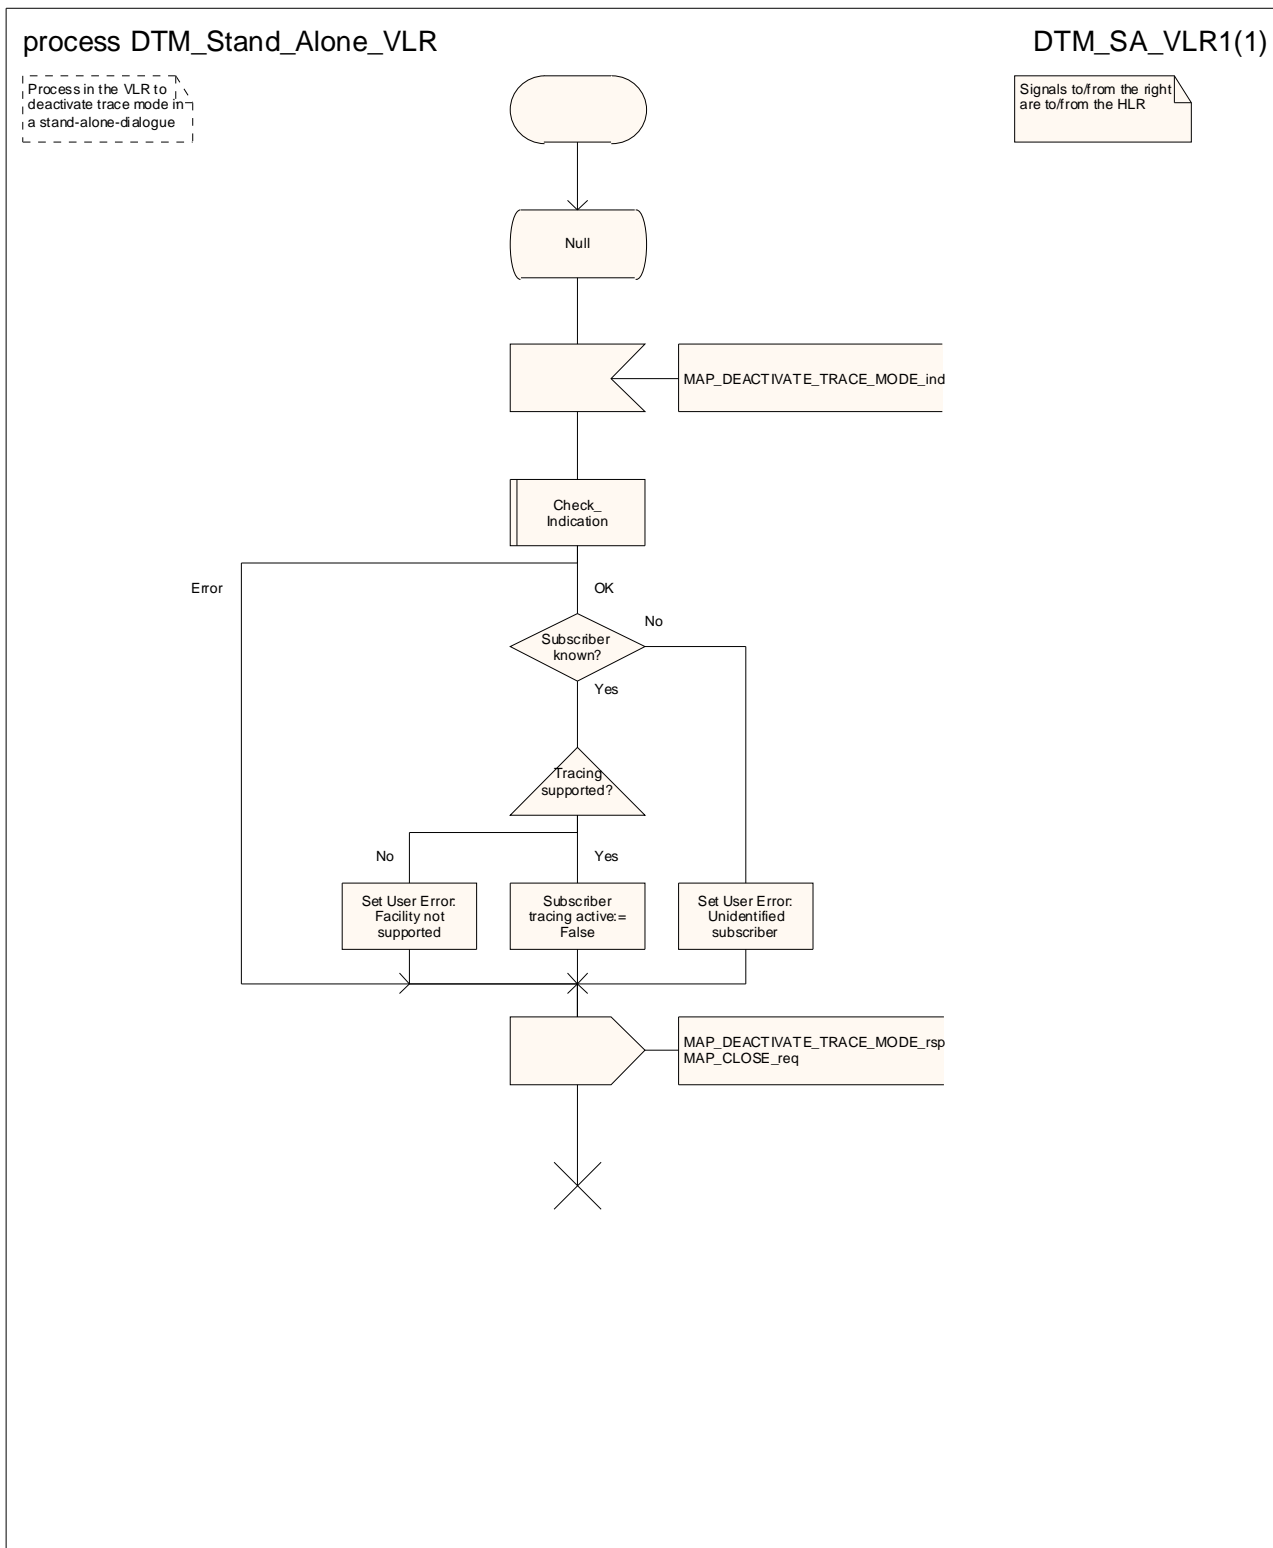 process DTM_Stand_Alone_VLR
DTM_SA_VLR1(1)
Process in the VLR to
deactivate trace mode in
a stand-alone-dialogue
Signals to/from the right
are to/from the HLR
Null
MAP_DEACTIVATE_TRACE_MODE_ind
Check_
Indication
Error
OK
Subscriber
known?
No
Yes
Tracing
supported?
No
Yes
Set User Error:
Facility not
supported
Subscriber
tracing active:=
False
Set User Error:
Unidentified
subscriber
MAP_DEACTIVATE_TRACE_MODE_rsp
MAP_CLOSE_req